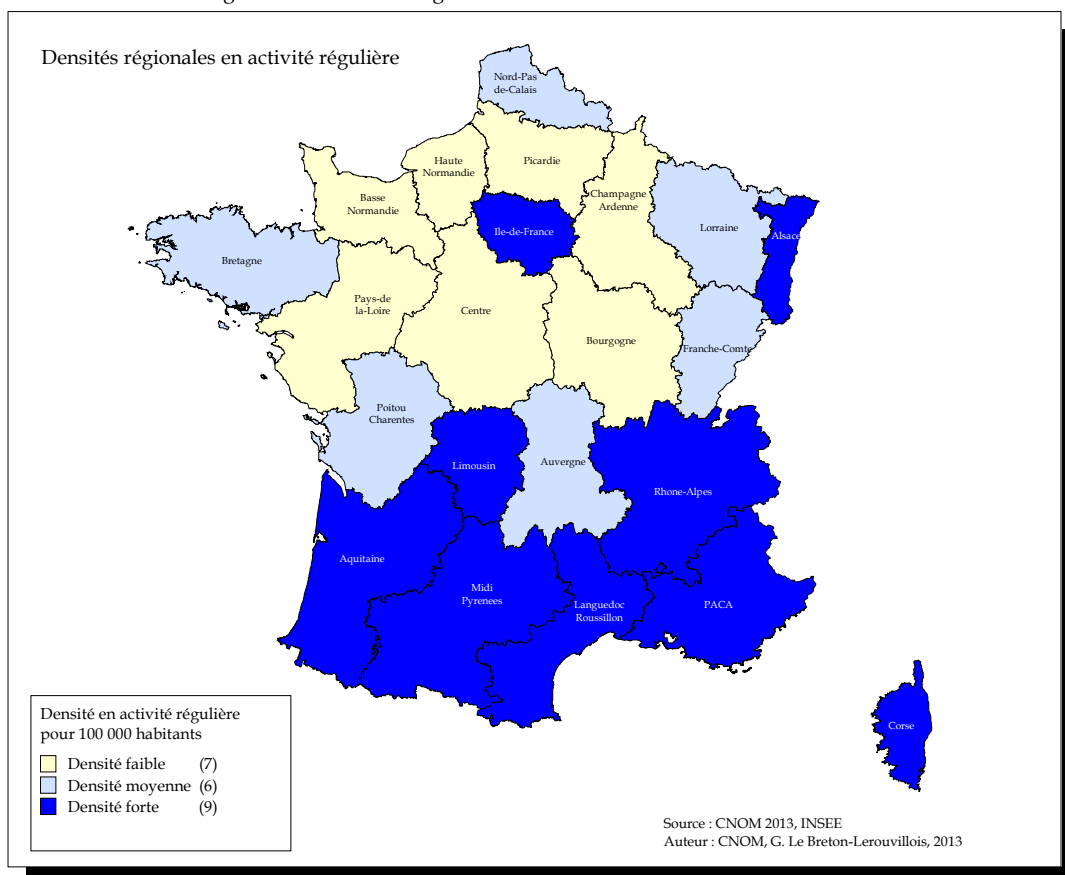 Densités régionales en activité régulière
Nord-Pas
de-Calais
Haute
Normandie
Picardie
Basse
Normandie
Champagne
Ardenne
Ile-de-France
Lorraine
Alsace
Bretagne
Pays-de
la-Loire
Centre
Bourgogne
Franche-Comte
Poitou
Charentes
Limousin
Auvergne
Rhone-Alpes
Aquitaine
Midi
Pyrenees
Languedoc
Roussillon
PACA
Corse
Densité en activité régulière
pour 100 000 habitants
Densité faible (7)
Densité moyenne (6)
Densité forte (9)
Source : CNOM 2013, INSEE
Auteur : CNOM, G. Le Breton-Lerouvillois, 2013